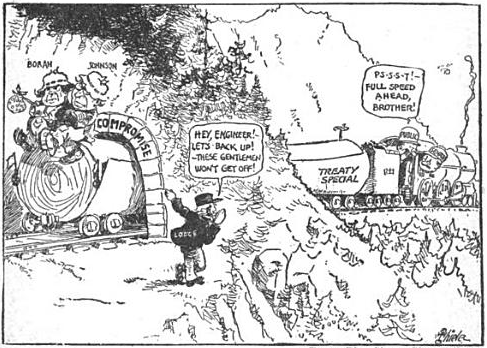 BORAH
JOHNSON
COMPROMISE
HEY, ENGINEER!-
LET'S BACK UP!
-THESE GENTLEMEN
WON'T GET OFF!
LODGE
PS-S-S-T!-
FULL SPEED
AHEAD,
BROTHER!
PUBLIC
TREATY
SPECIAL